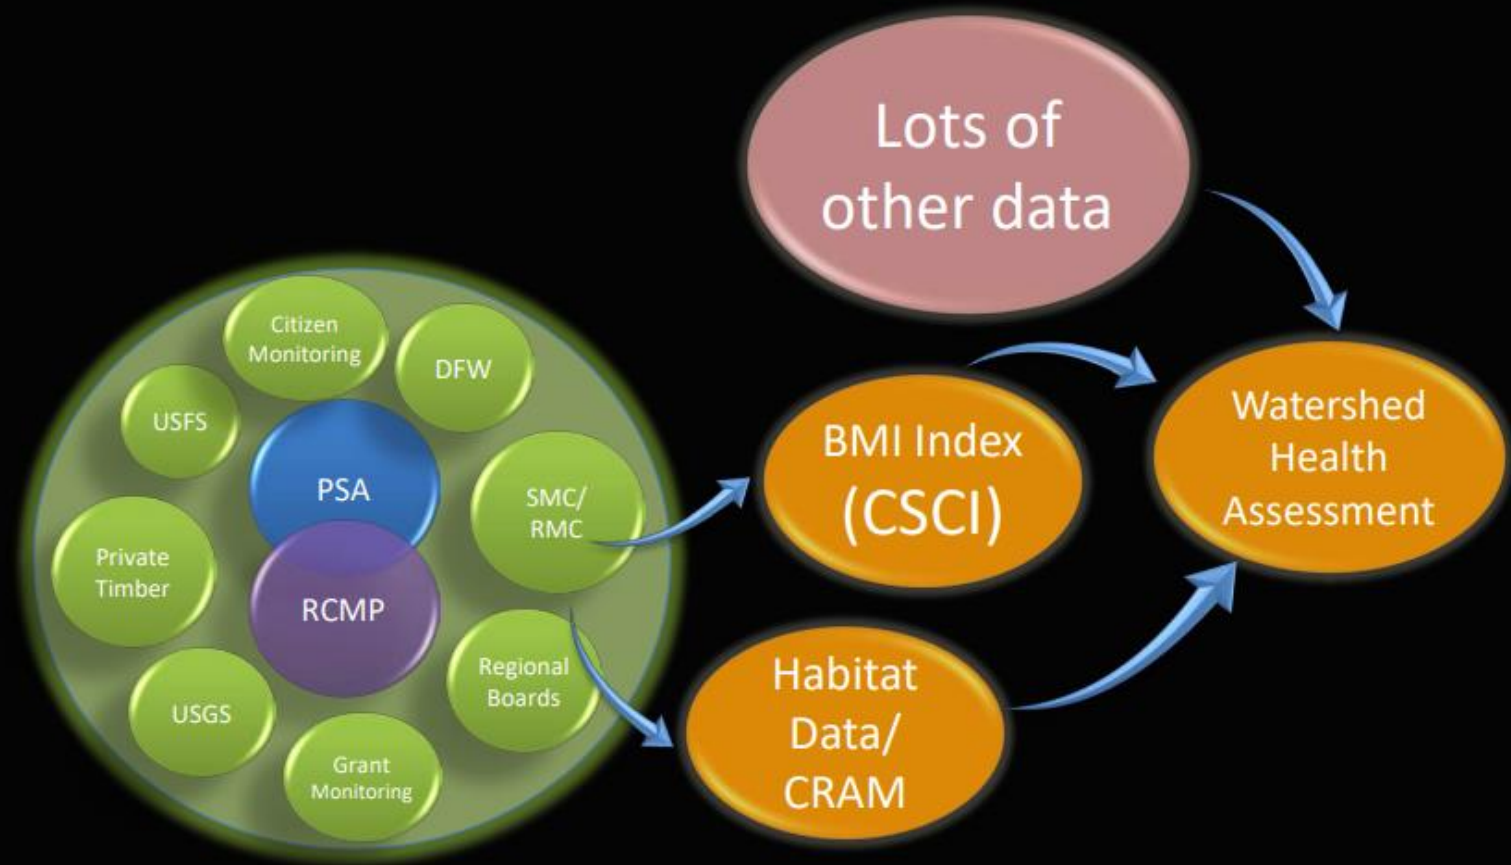 Lots of
other data
Citizen
Monitoring
DFW
USFS
PSA
SMC/
RMC
Private
Timber
RCMP
Regional
Boards
USGS
Grant
Monitoring
BMI Index
(CSCI)
Habitat
Data/
CRAM
Watershed
Health
Assessment